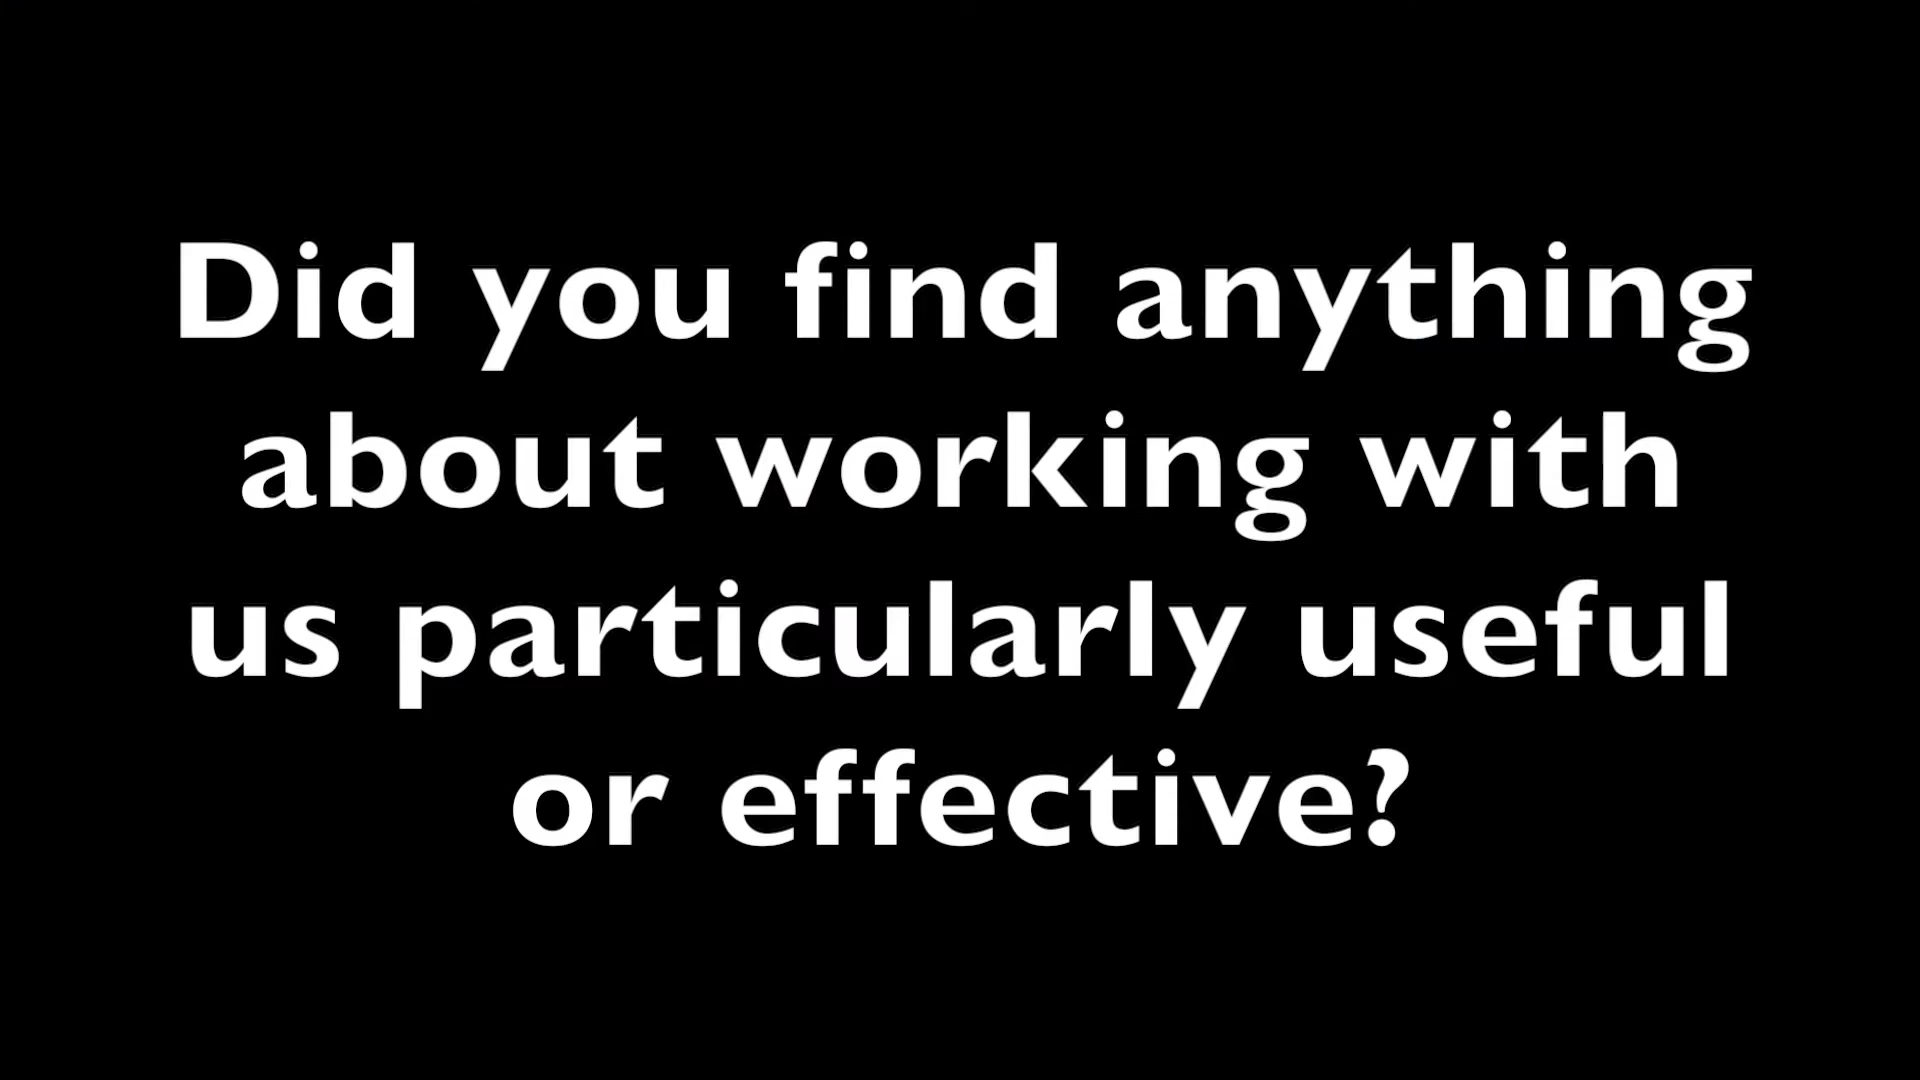 Did you find anything
about working with
us particularly useful
or effective?